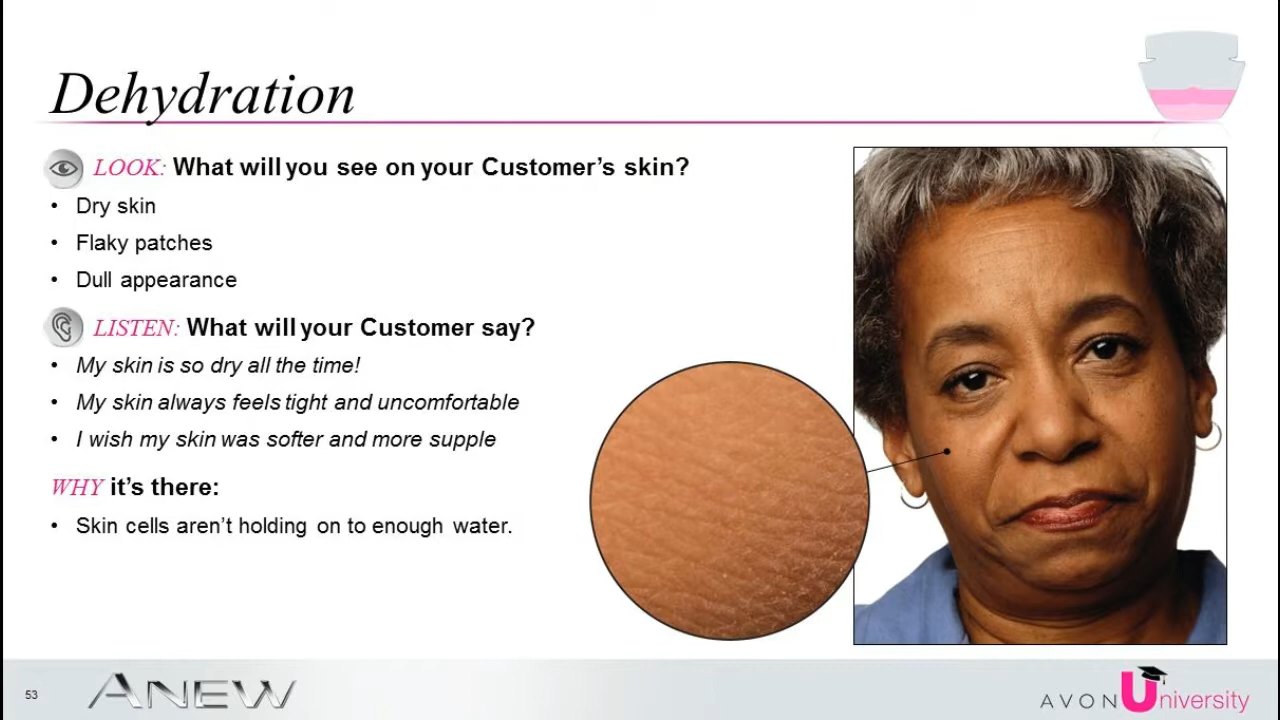 Dehydration
LOOK: What will you see on your Customer's skin?
• Dry skin
• Flaky patches
• Dull appearance
LISTEN: What will your Customer say?
• My skin is so dry all the time!
• My skin always feels tight and uncomfortable
• I wish my skin was softer and more supple
WHY it's there:
• Skin cells aren't holding on to enough water.
53
ANEW
AVON University